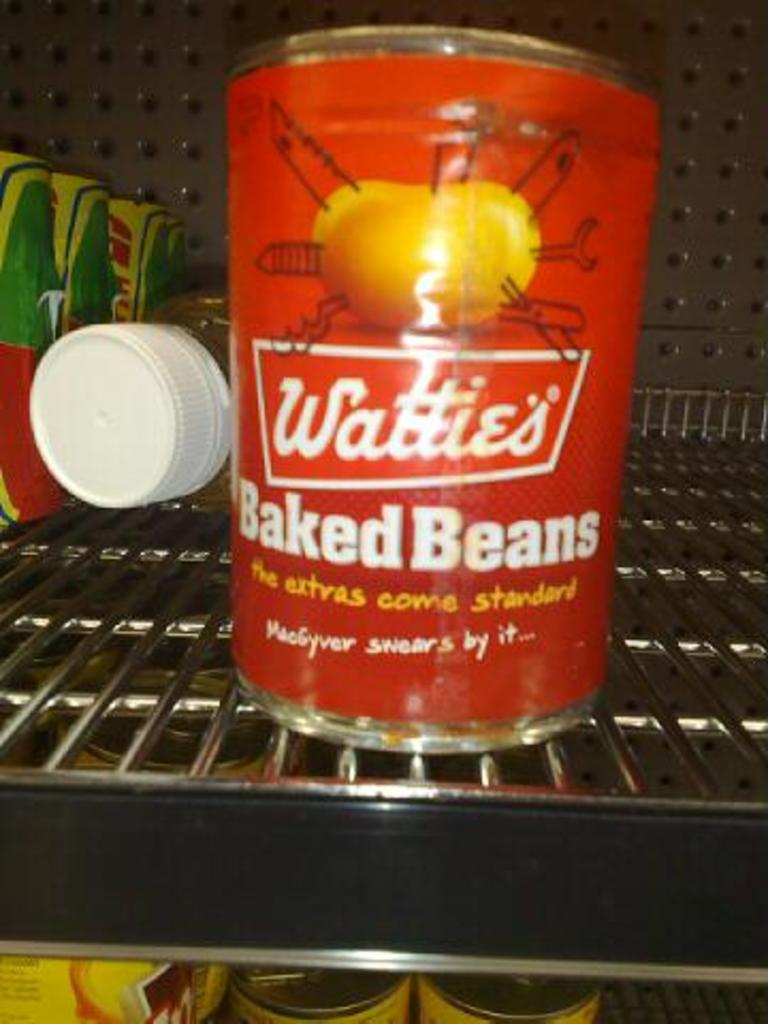 Wattie's®
Baked Beans
the extras come standard
MacGyver swears by it...